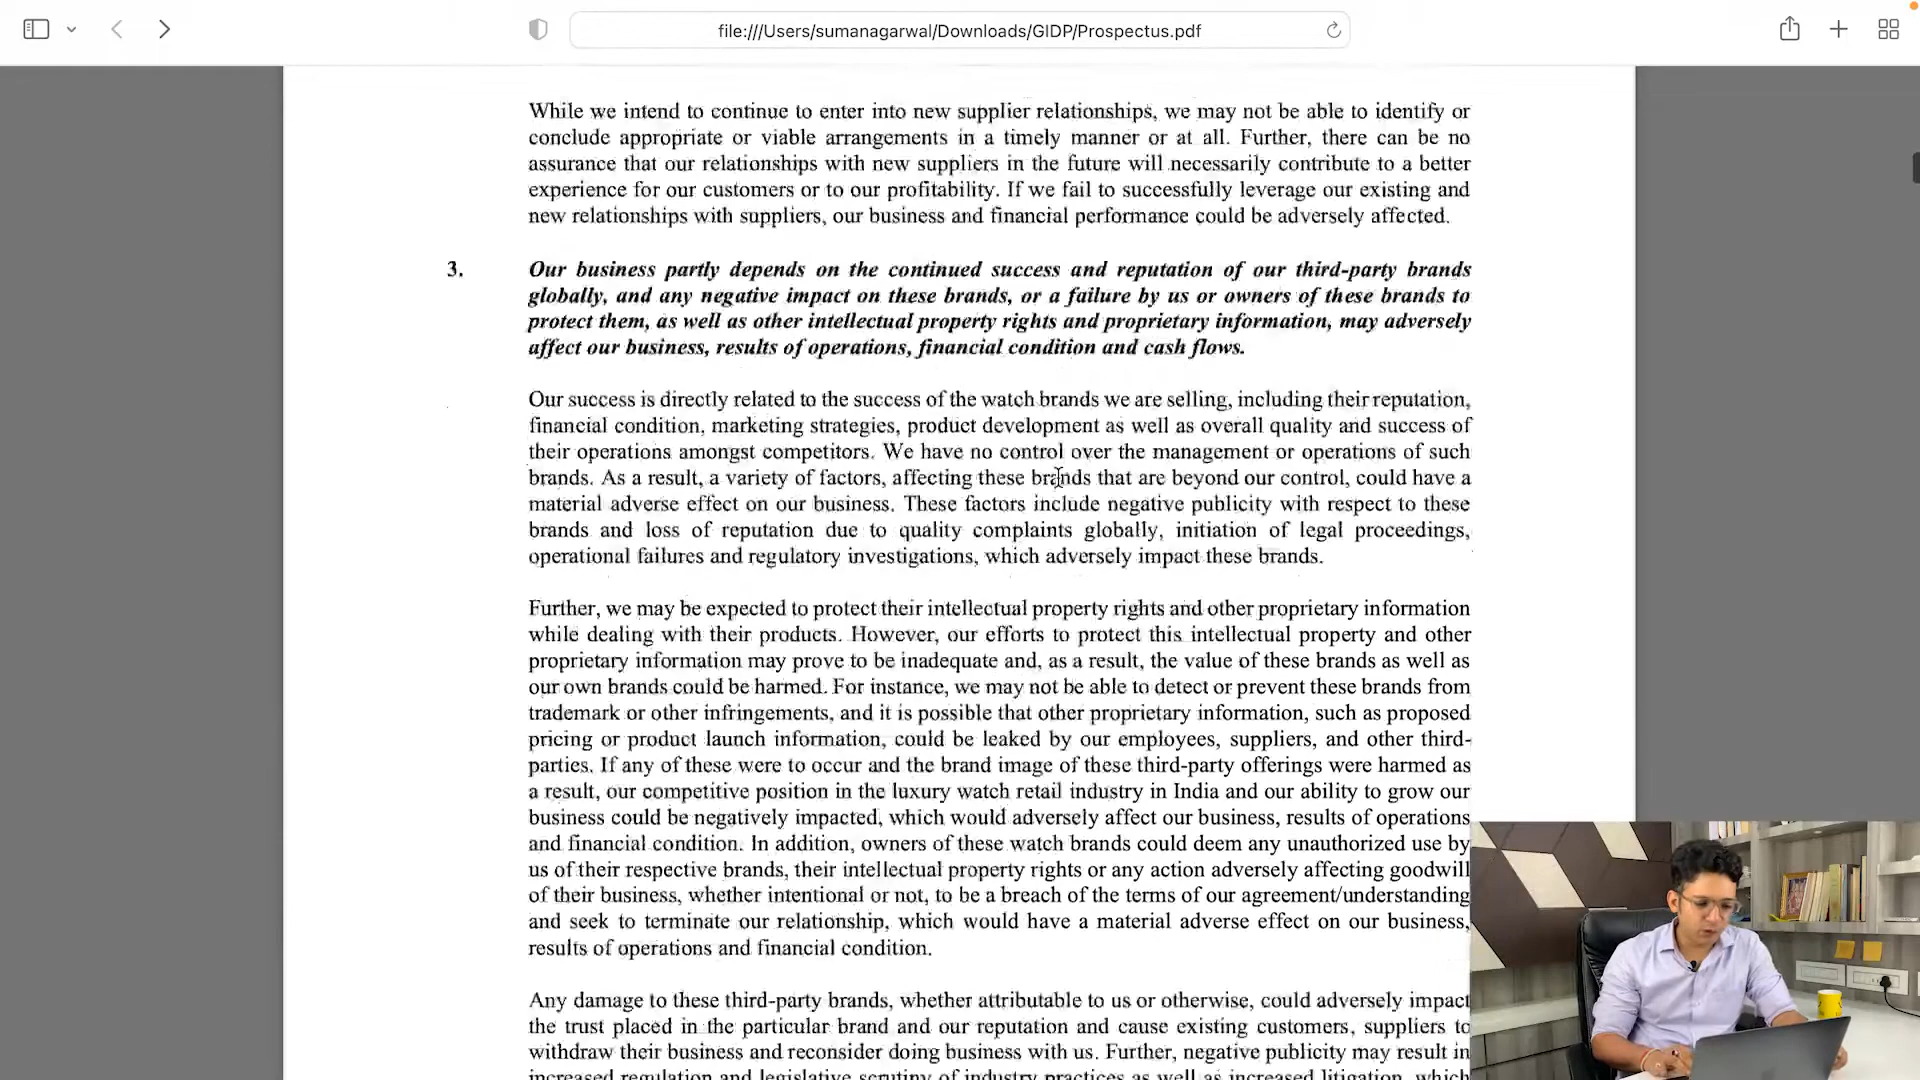 file:///Users/sumanagarwal/Downloads/GIDP/Prospectus.pdf
While we intend to continue to enter into new supplier relationships, we may not be able to identify or
conclude appropriate or viable arrangements in a timely manner or at all. Further, there can be no
assurance that our relationships with new suppliers in the future will necessarily contribute to a better
experience for our customers or to our profitability. If we fail to successfully leverage our existing and
new relationships with suppliers, our business and financial performance could be adversely affected.
3. Our business partly depends on the continued success and reputation of our third-party brands
globally, and any negative impact on these brands, or a failure by us or owners of these brands to
protect them, as well as other intellectual property rights and proprietary information, may adversely
affect our business, results of operations, financial condition and cash flows.
Our success is directly related to the success of the watch brands we are selling, including their reputation,
financial condition, marketing strategies, product development as well as overall quality and success of
their operations amongst competitors. We have no control over the management or operations of such
brands. As a result, a variety of factors, affecting these brands that are beyond our control, could have a
material adverse effect on our business. These factors include negative publicity with respect to these
brands and loss of reputation due to quality complaints globally, initiation of legal proceedings,
operational failures and regulatory investigations, which adversely impact these brands.
Further, we may be expected to protect their intellectual property rights and other proprietary information
while dealing with their products. However, our efforts to protect this intellectual property and other
proprietary information may prove to be inadequate and, as a result, the value of these brands as well as
our own brands could be harmed. For instance, we may not be able to detect or prevent these brands from
trademark or other infringements, and it is possible that other proprietary information, such as proposed
pricing or product launch information, could be leaked by our employees, suppliers, and other third-
parties. If any of these were to occur and the brand image of these third-party offerings were harmed as
a result, our competitive position in the luxury watch retail industry in India and our ability to grow our
business could be negatively impacted, which would adversely affect our business, results of operations
and financial condition. In addition, owners of these watch brands could deem any unauthorized use by
us of their respective brands, their intellectual property rights or any action adversely affecting goodwill
of their business, whether intentional or not, to be a breach of the terms of our agreement/understanding
and seek to terminate our relationship, which would have a material adverse effect on our business,
results of operations and financial condition.
Any damage to these third-party brands, whether attributable to us or otherwise, could adversely impact
the trust placed in the particular brand and our reputation and cause existing customers, suppliers to
withdraw their business and reconsider doing business with us. Further, negative publicity may result in
increased regulation and legislative scrutiny of industry practices as well as increased litigation, which